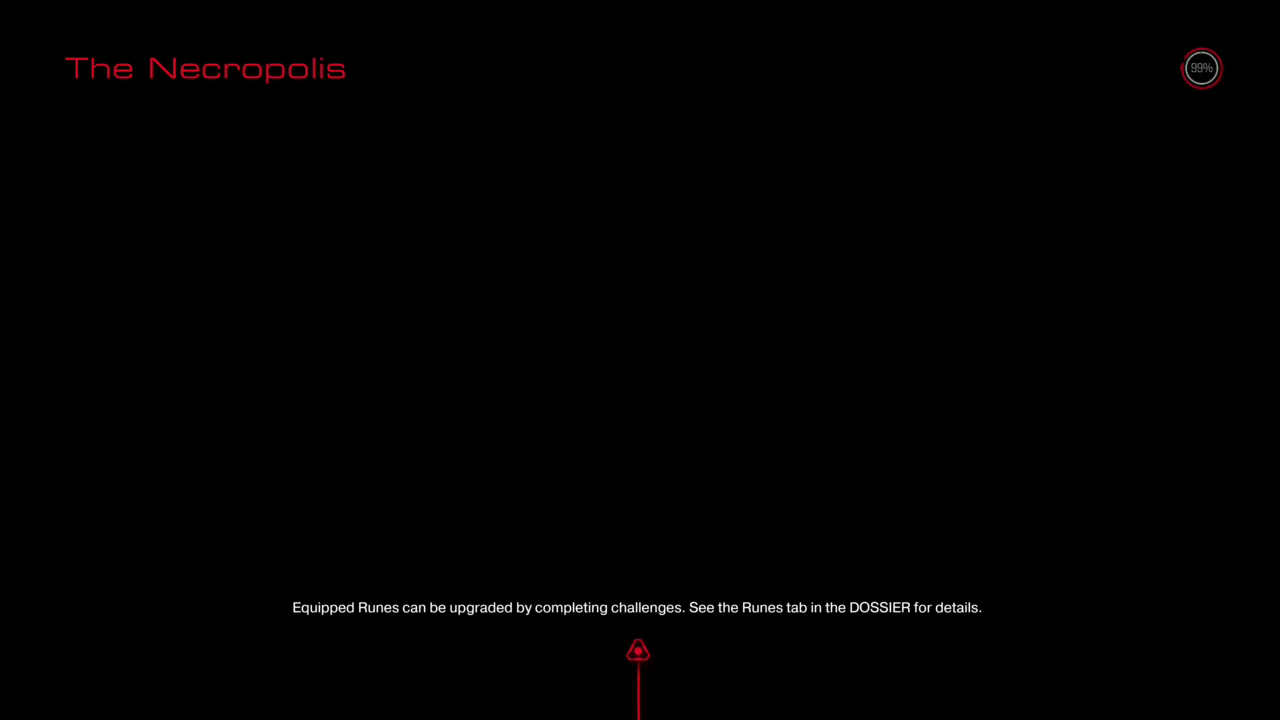 The Necropolis
99%
Equipped Runes can be upgraded by completing challenges. See the Runes tab in the DOSSIER for details.